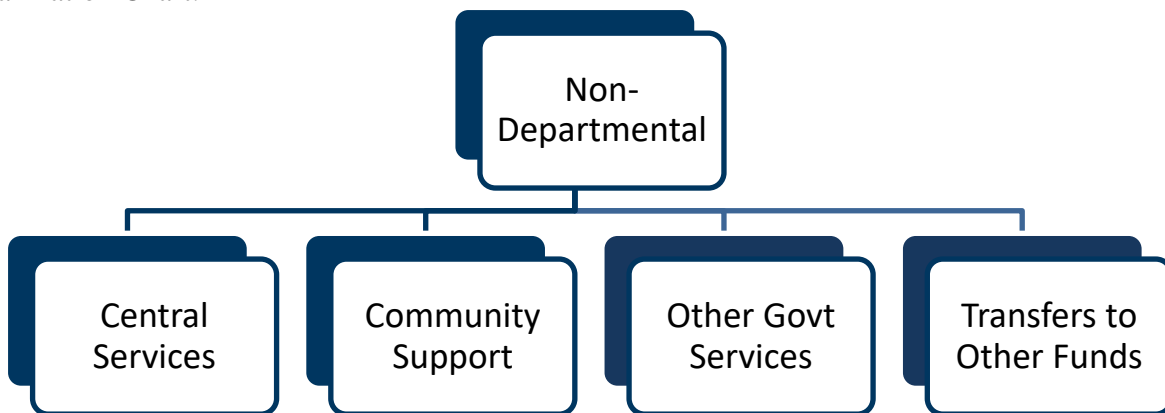 Non-
Departmental
Central
Services
Community
Support
Other Govt
Services
Transfers to
Other Funds